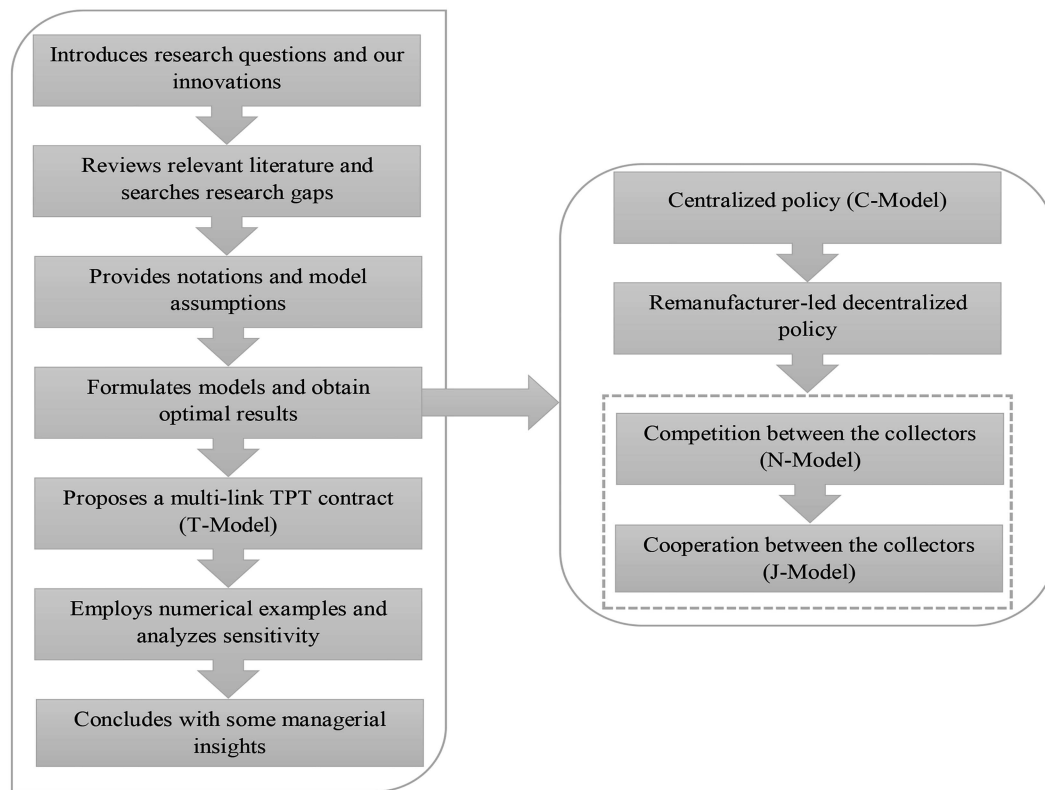 Introduces research questions and our
innovations
Reviews relevant literature and
searches research gaps
Provides notations and model
assumptions
Formulates models and obtain
optimal results
Proposes a multi-link TPT contract
(T-Model)
Employs numerical examples and
analyzes sensitivity
Concludes with some managerial
insights
Centralized policy (C-Model)
Remanufacturer-led decentralized
policy
Competition between the collectors
(N-Model)
Cooperation between the collectors
(J-Model)